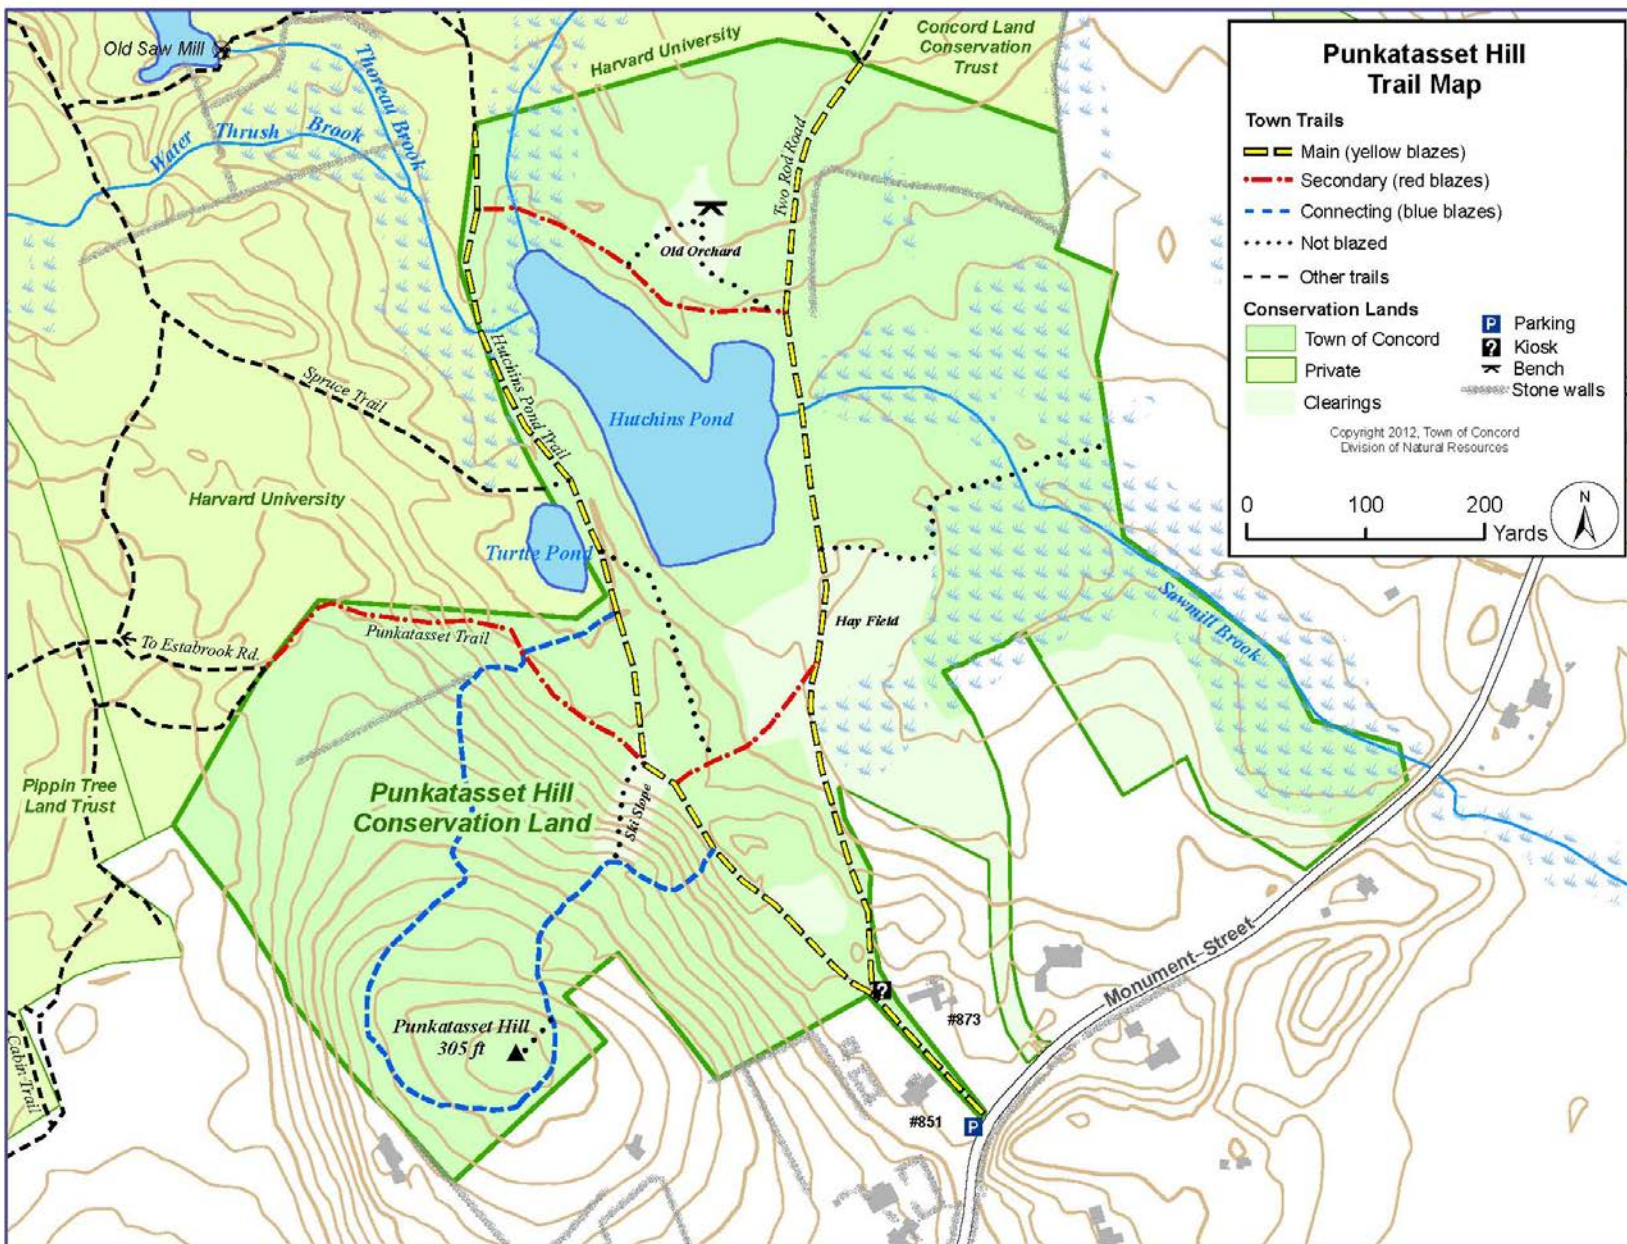 Old Saw Mill
Thoreau Brook
Water Thrush Brook
Harvard University
Concord Land
Conservation
Trust
Two Rod Road
Old Orchard
Hutchins Pond Trail
Spruce Trail
Hutchins Pond
Harvard University
Turtle Pond
Hay Field
Sawmill Brook
Punkatasset Trail
To Estabrook Rd.
Pippin Tree
Land Trust
Punkatasset Hill
Conservation Land
Ski Slope
Punkatasset Hill
305 ft
Cabin Trail
?
#873
#851
P
Monument Street
Punkatasset Hill
Trail Map
Town Trails
Main (yellow blazes)
Secondary (red blazes)
Connecting (blue blazes)
Not blazed
Other trails
Conservation Lands
Town of Concord
Private
Clearings
P Parking
? Kiosk
Bench
Stone walls
Copyright 2012, Town of Concord
Division of Natural Resources
0 100 200
Yards
N